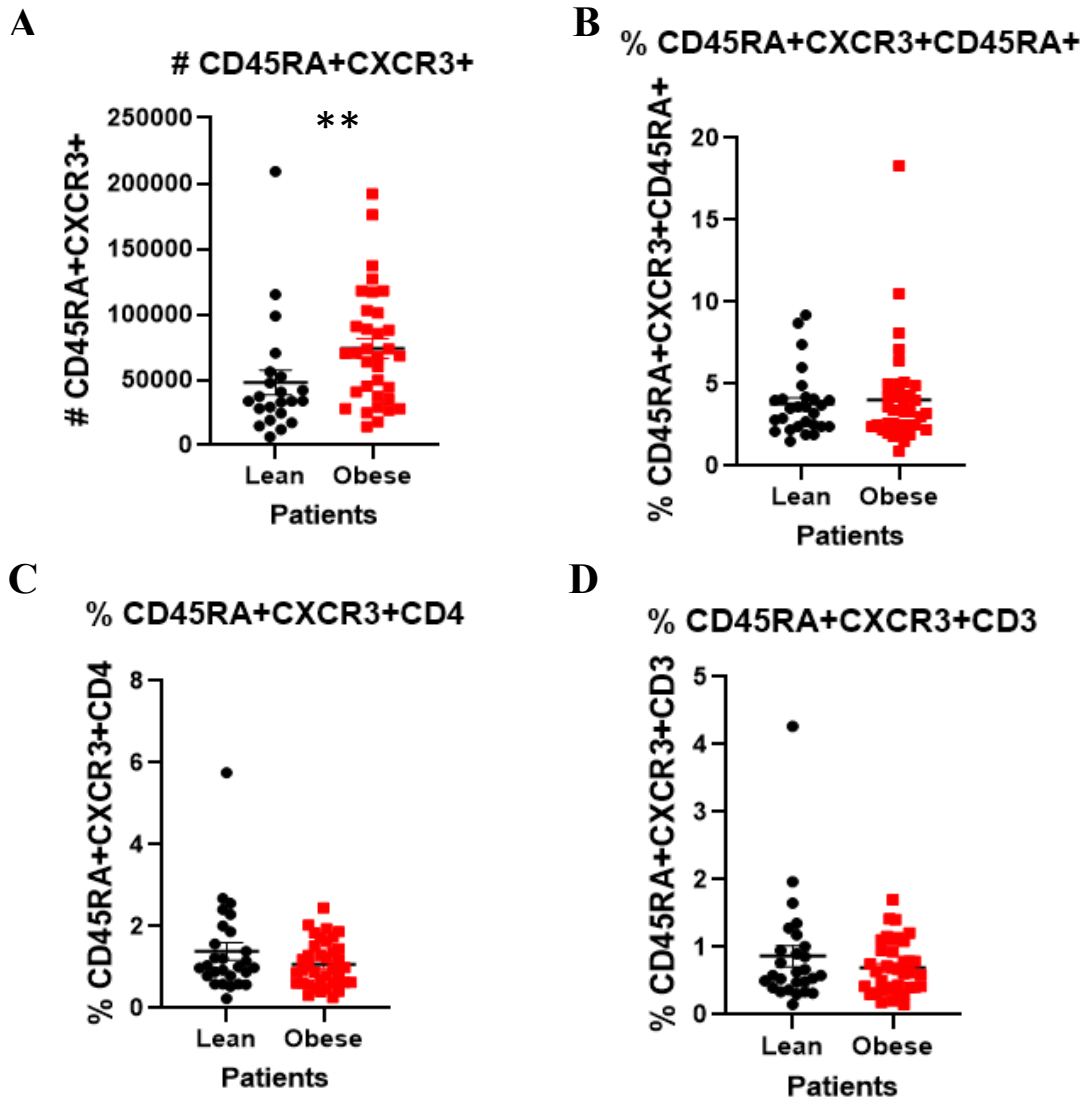 A
# CD45RA+CXCR3+
**
# CD45RA+CXCR3+
250000
200000
150000
100000
50000
0
Lean Obese
Patients
B
% CD45RA+CXCR3+CD45RA+
% CD45RA+CXCR3+CD45RA+
20
15
10
5
0
Lean Obese
Patients
C
% CD45RA+CXCR3+CD4
% CD45RA+CXCR3+CD4
8
6
4
2
0
Lean Obese
Patients
D
% CD45RA+CXCR3+CD3
% CD45RA+CXCR3+CD3
5
4
3
2
1
0
Lean Obese
Patients